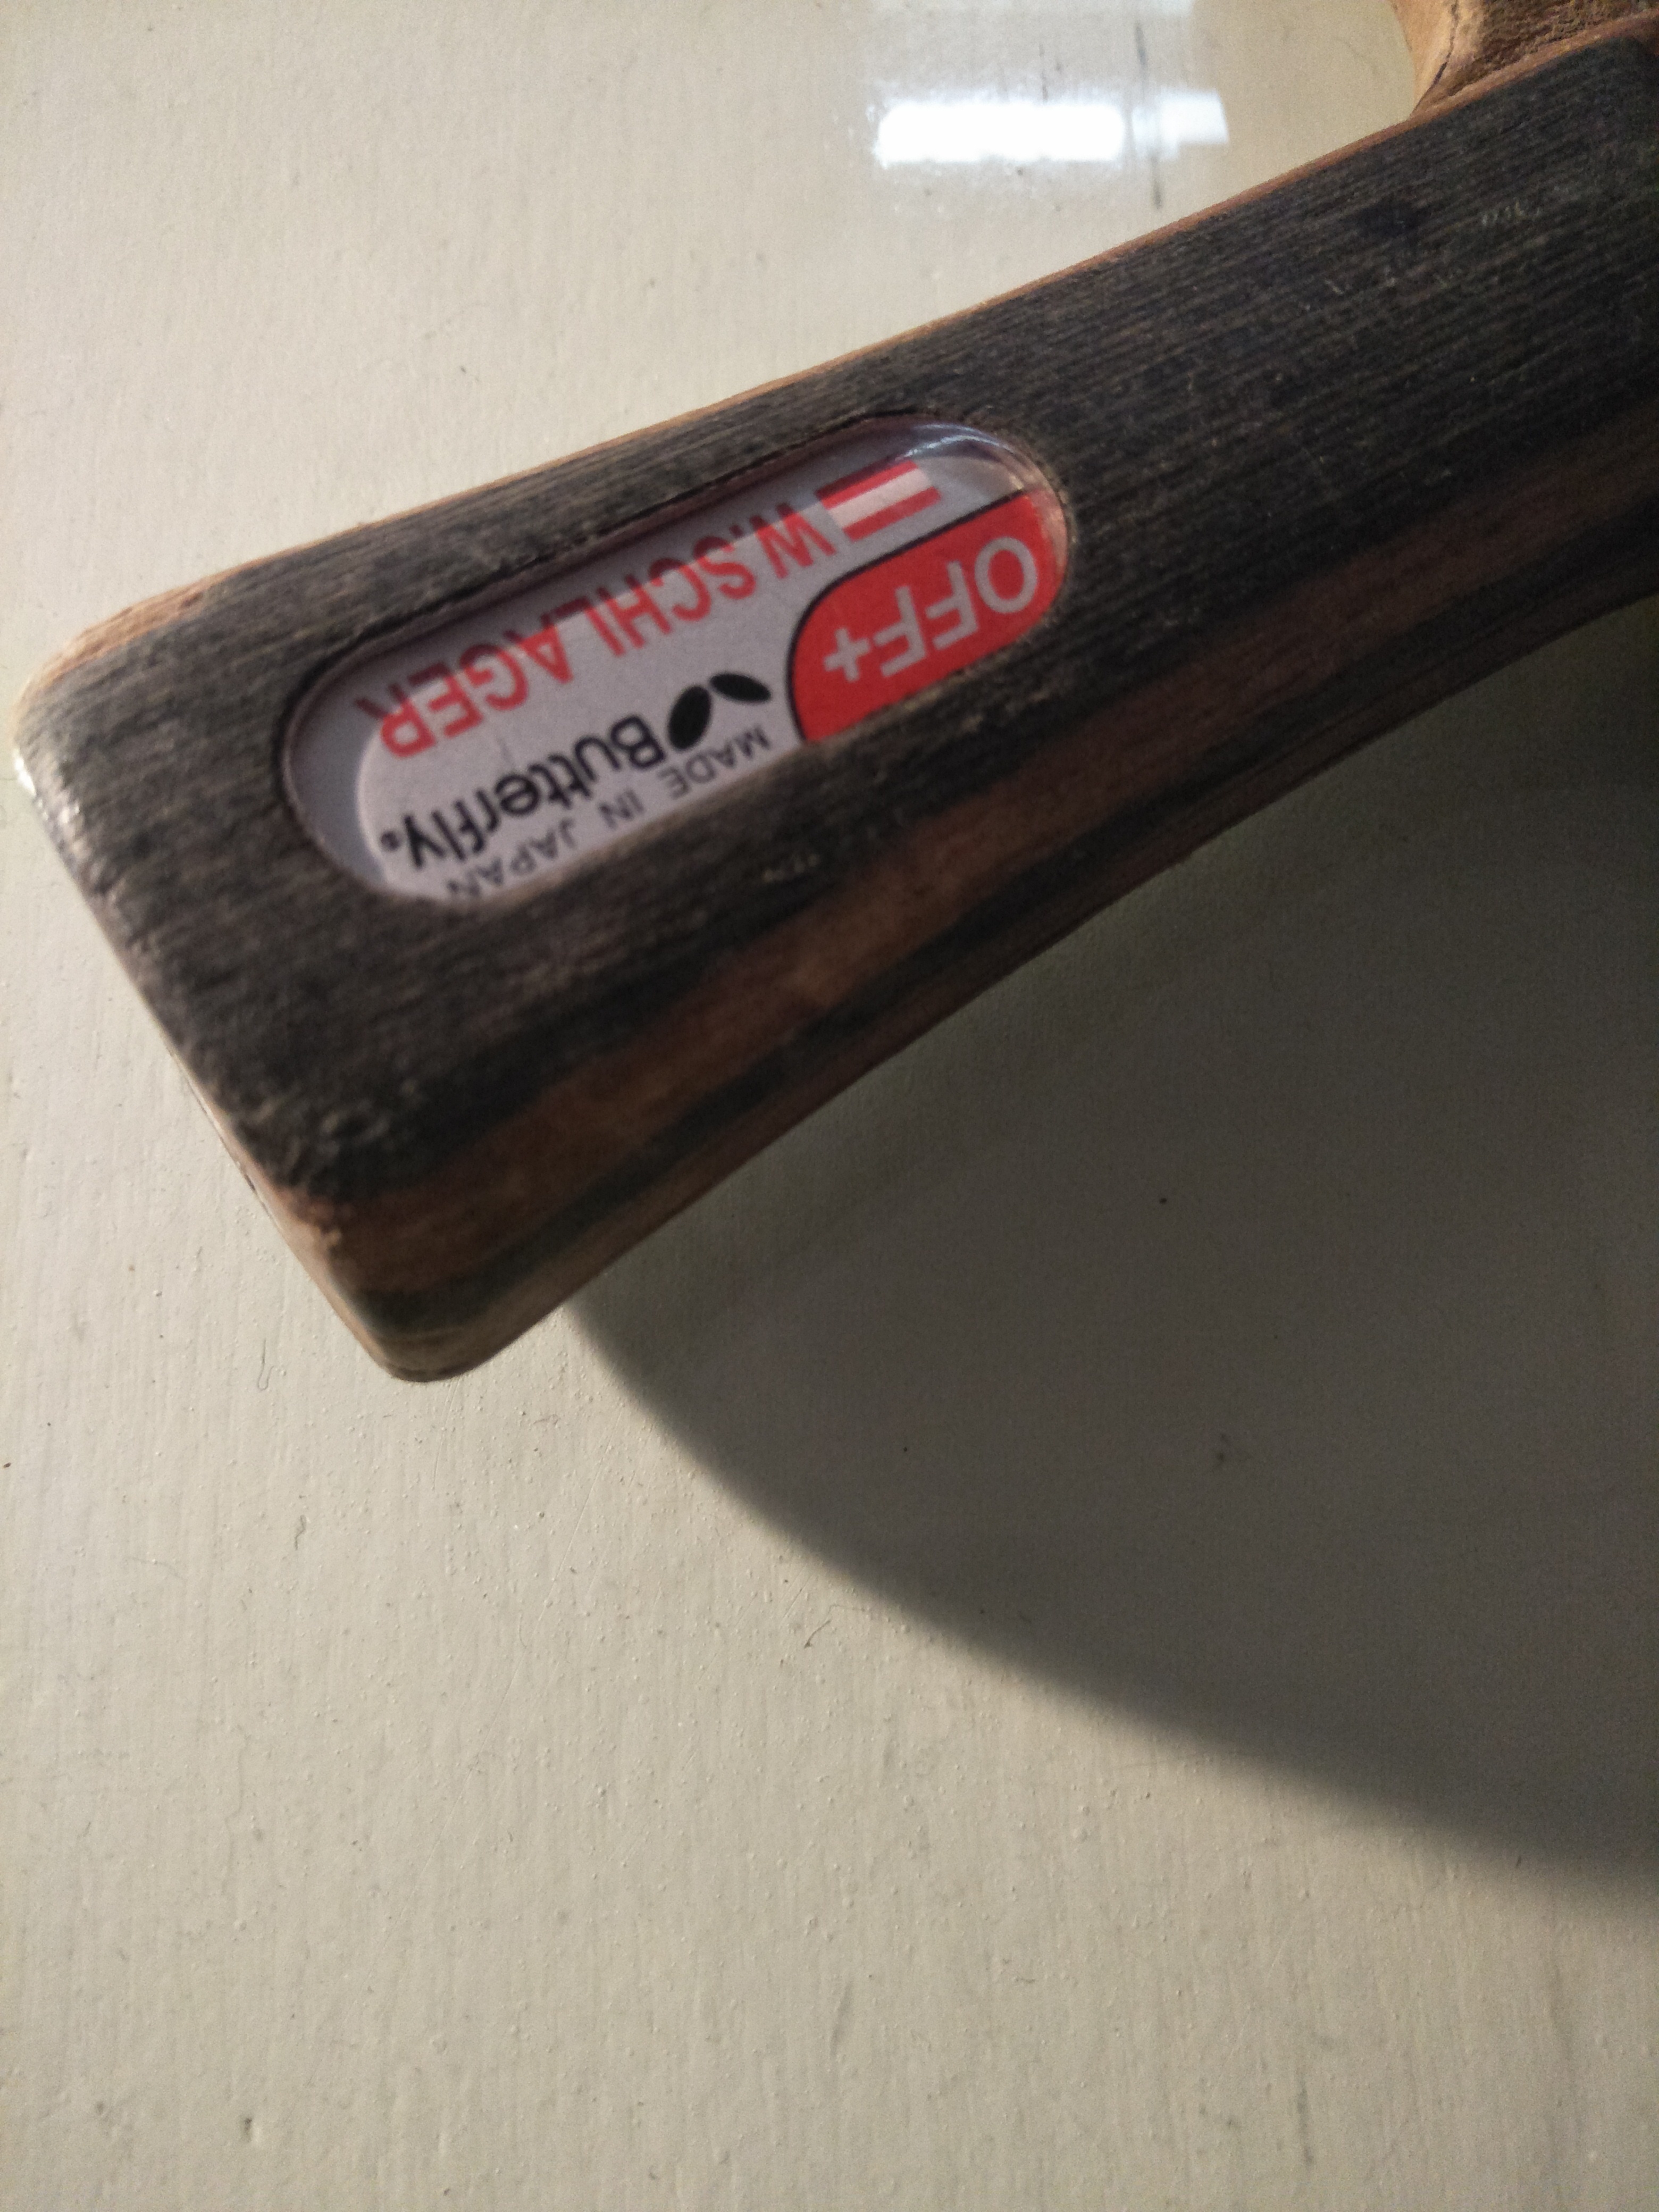 OFF+
W.SCHLAGER
Butterfly®
MADE IN JAPAN